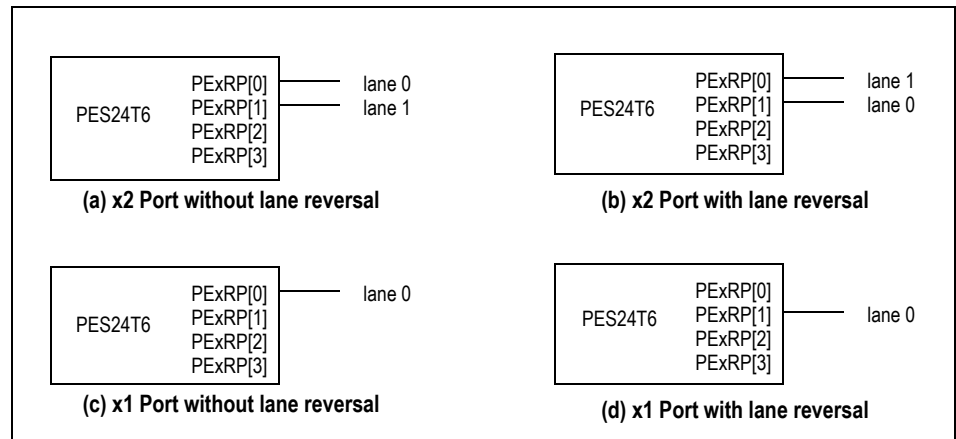 PES24T6
PExRP[0]
PExRP[1]
PExRP[2]
PExRP[3]
lane 0
lane 1
(a) x2 Port without lane reversal
PES24T6
PExRP[0]
PExRP[1]
PExRP[2]
PExRP[3]
lane 1
lane 0
(b) x2 Port with lane reversal
PES24T6
PExRP[0]
PExRP[1]
PExRP[2]
PExRP[3]
lane 0
(c) x1 Port without lane reversal
PES24T6
PExRP[0]
PExRP[1]
PExRP[2]
PExRP[3]
lane 0
(d) x1 Port with lane reversal